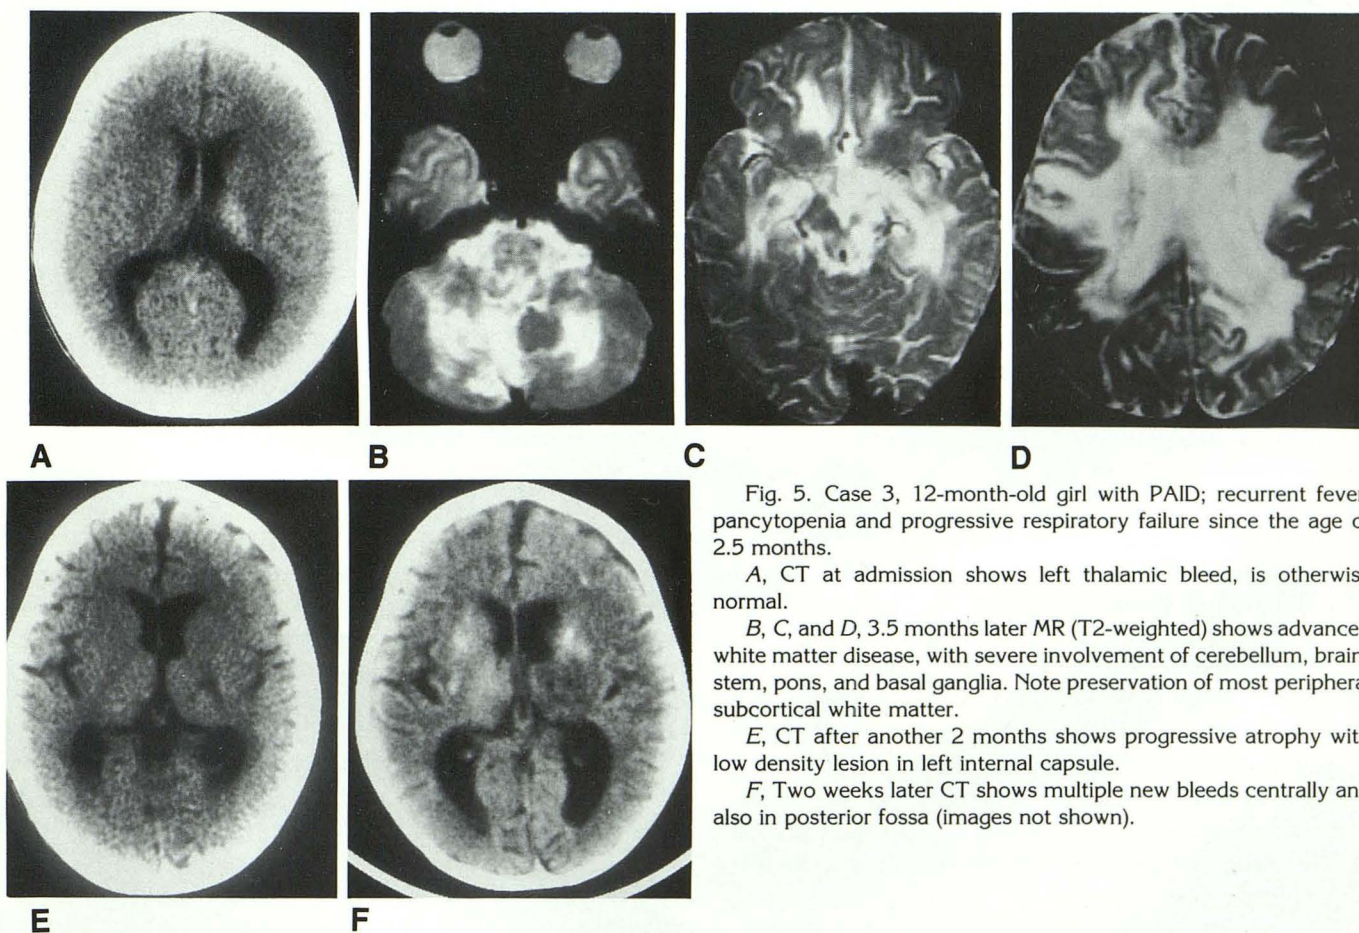 A
B
C
D
Fig. 5. Case 3, 12-month-old girl with PAID; recurrent fever
pancytopenia and progressive respiratory failure since the age o
2.5 months.
A, CT at admission shows left thalamic bleed, is otherwis
normal.
B, C, and D, 3.5 months later MR (T2-weighted) shows advance
white matter disease, with severe involvement of cerebellum, brain
stem, pons, and basal ganglia. Note preservation of most periphera
subcortical white matter.
E, CT after another 2 months shows progressive atrophy wit
low density lesion in left internal capsule.
F, Two weeks later CT shows multiple new bleeds centrally an
also in posterior fossa (images not shown).
E
F